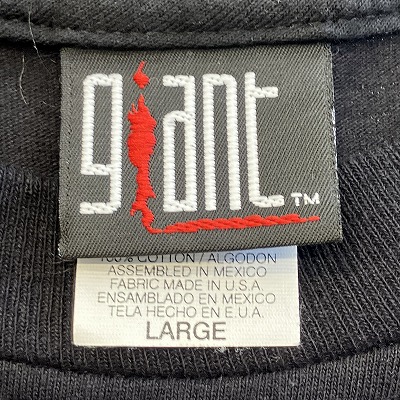 giant™
100% COTTON / ALGODON
ASSEMBLED IN MEXICO
FABRIC MADE IN U.S.A.
ENSAMBLADO EN MEXICO
TELA HECHO EN E.U.A.
LARGE